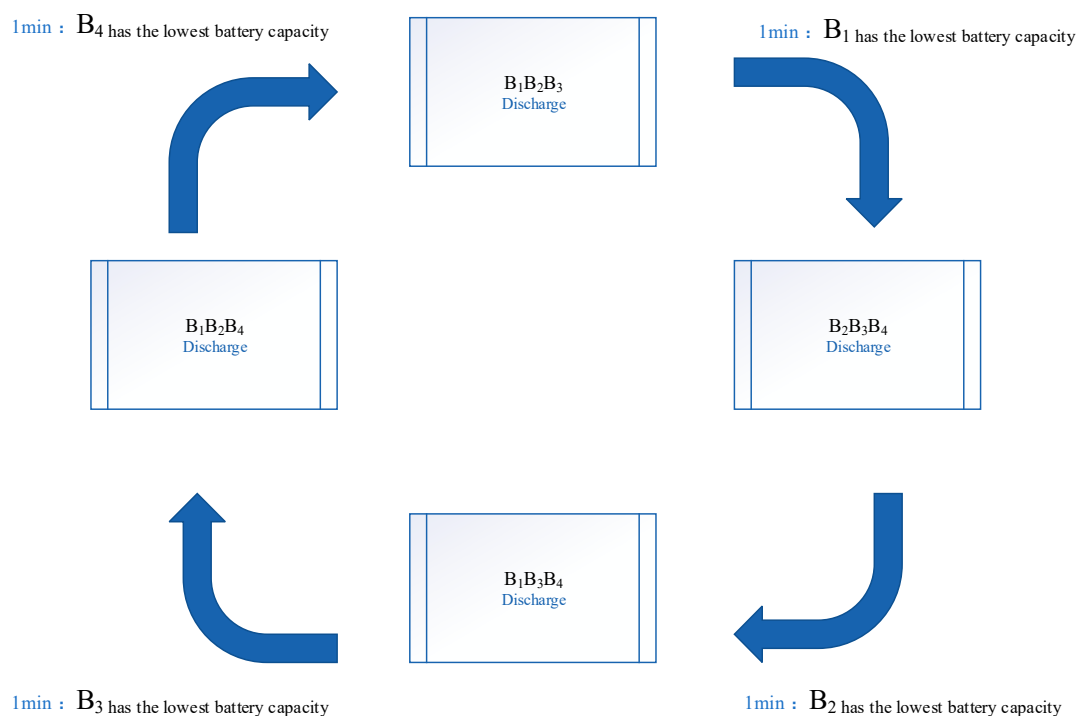 1min： B₄ has the lowest battery capacity
1min： B₁ has the lowest battery capacity
B₁B₂B₃
Discharge
B₁B₂B₄
Discharge
B₂B₃B₄
Discharge
B₁B₃B₄
Discharge
1min： B₃ has the lowest battery capacity
1min： B₂ has the lowest battery capacity